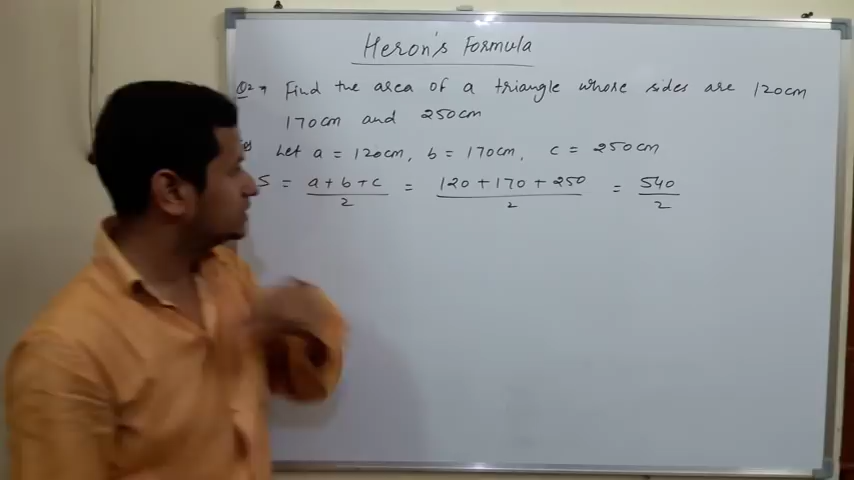 Heron's Formula
Q2 → Find the area of a triangle whose sides are 120cm
170cm and 250cm
Let a = 120cm, b = 170cm, c = 250cm
S = a + b + c / 2 = 120 + 170 + 250 / 2 = 540 / 2